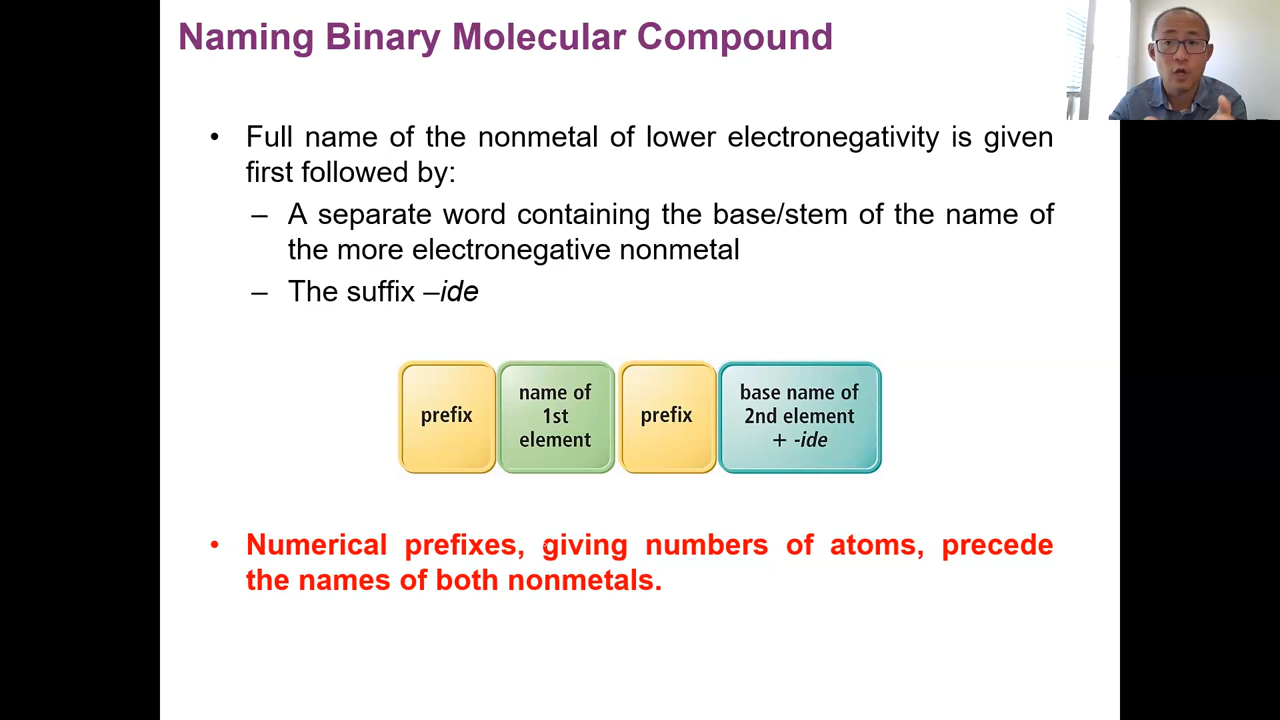 Naming Binary Molecular Compound
• Full name of the nonmetal of lower electronegativity is given
first followed by:
– A separate word containing the base/stem of the name of
the more electronegative nonmetal
– The suffix –ide
prefix
name of
1st
element
prefix
base name of
2nd element
+ -ide
• Numerical prefixes, giving numbers of atoms, precede
the names of both nonmetals.